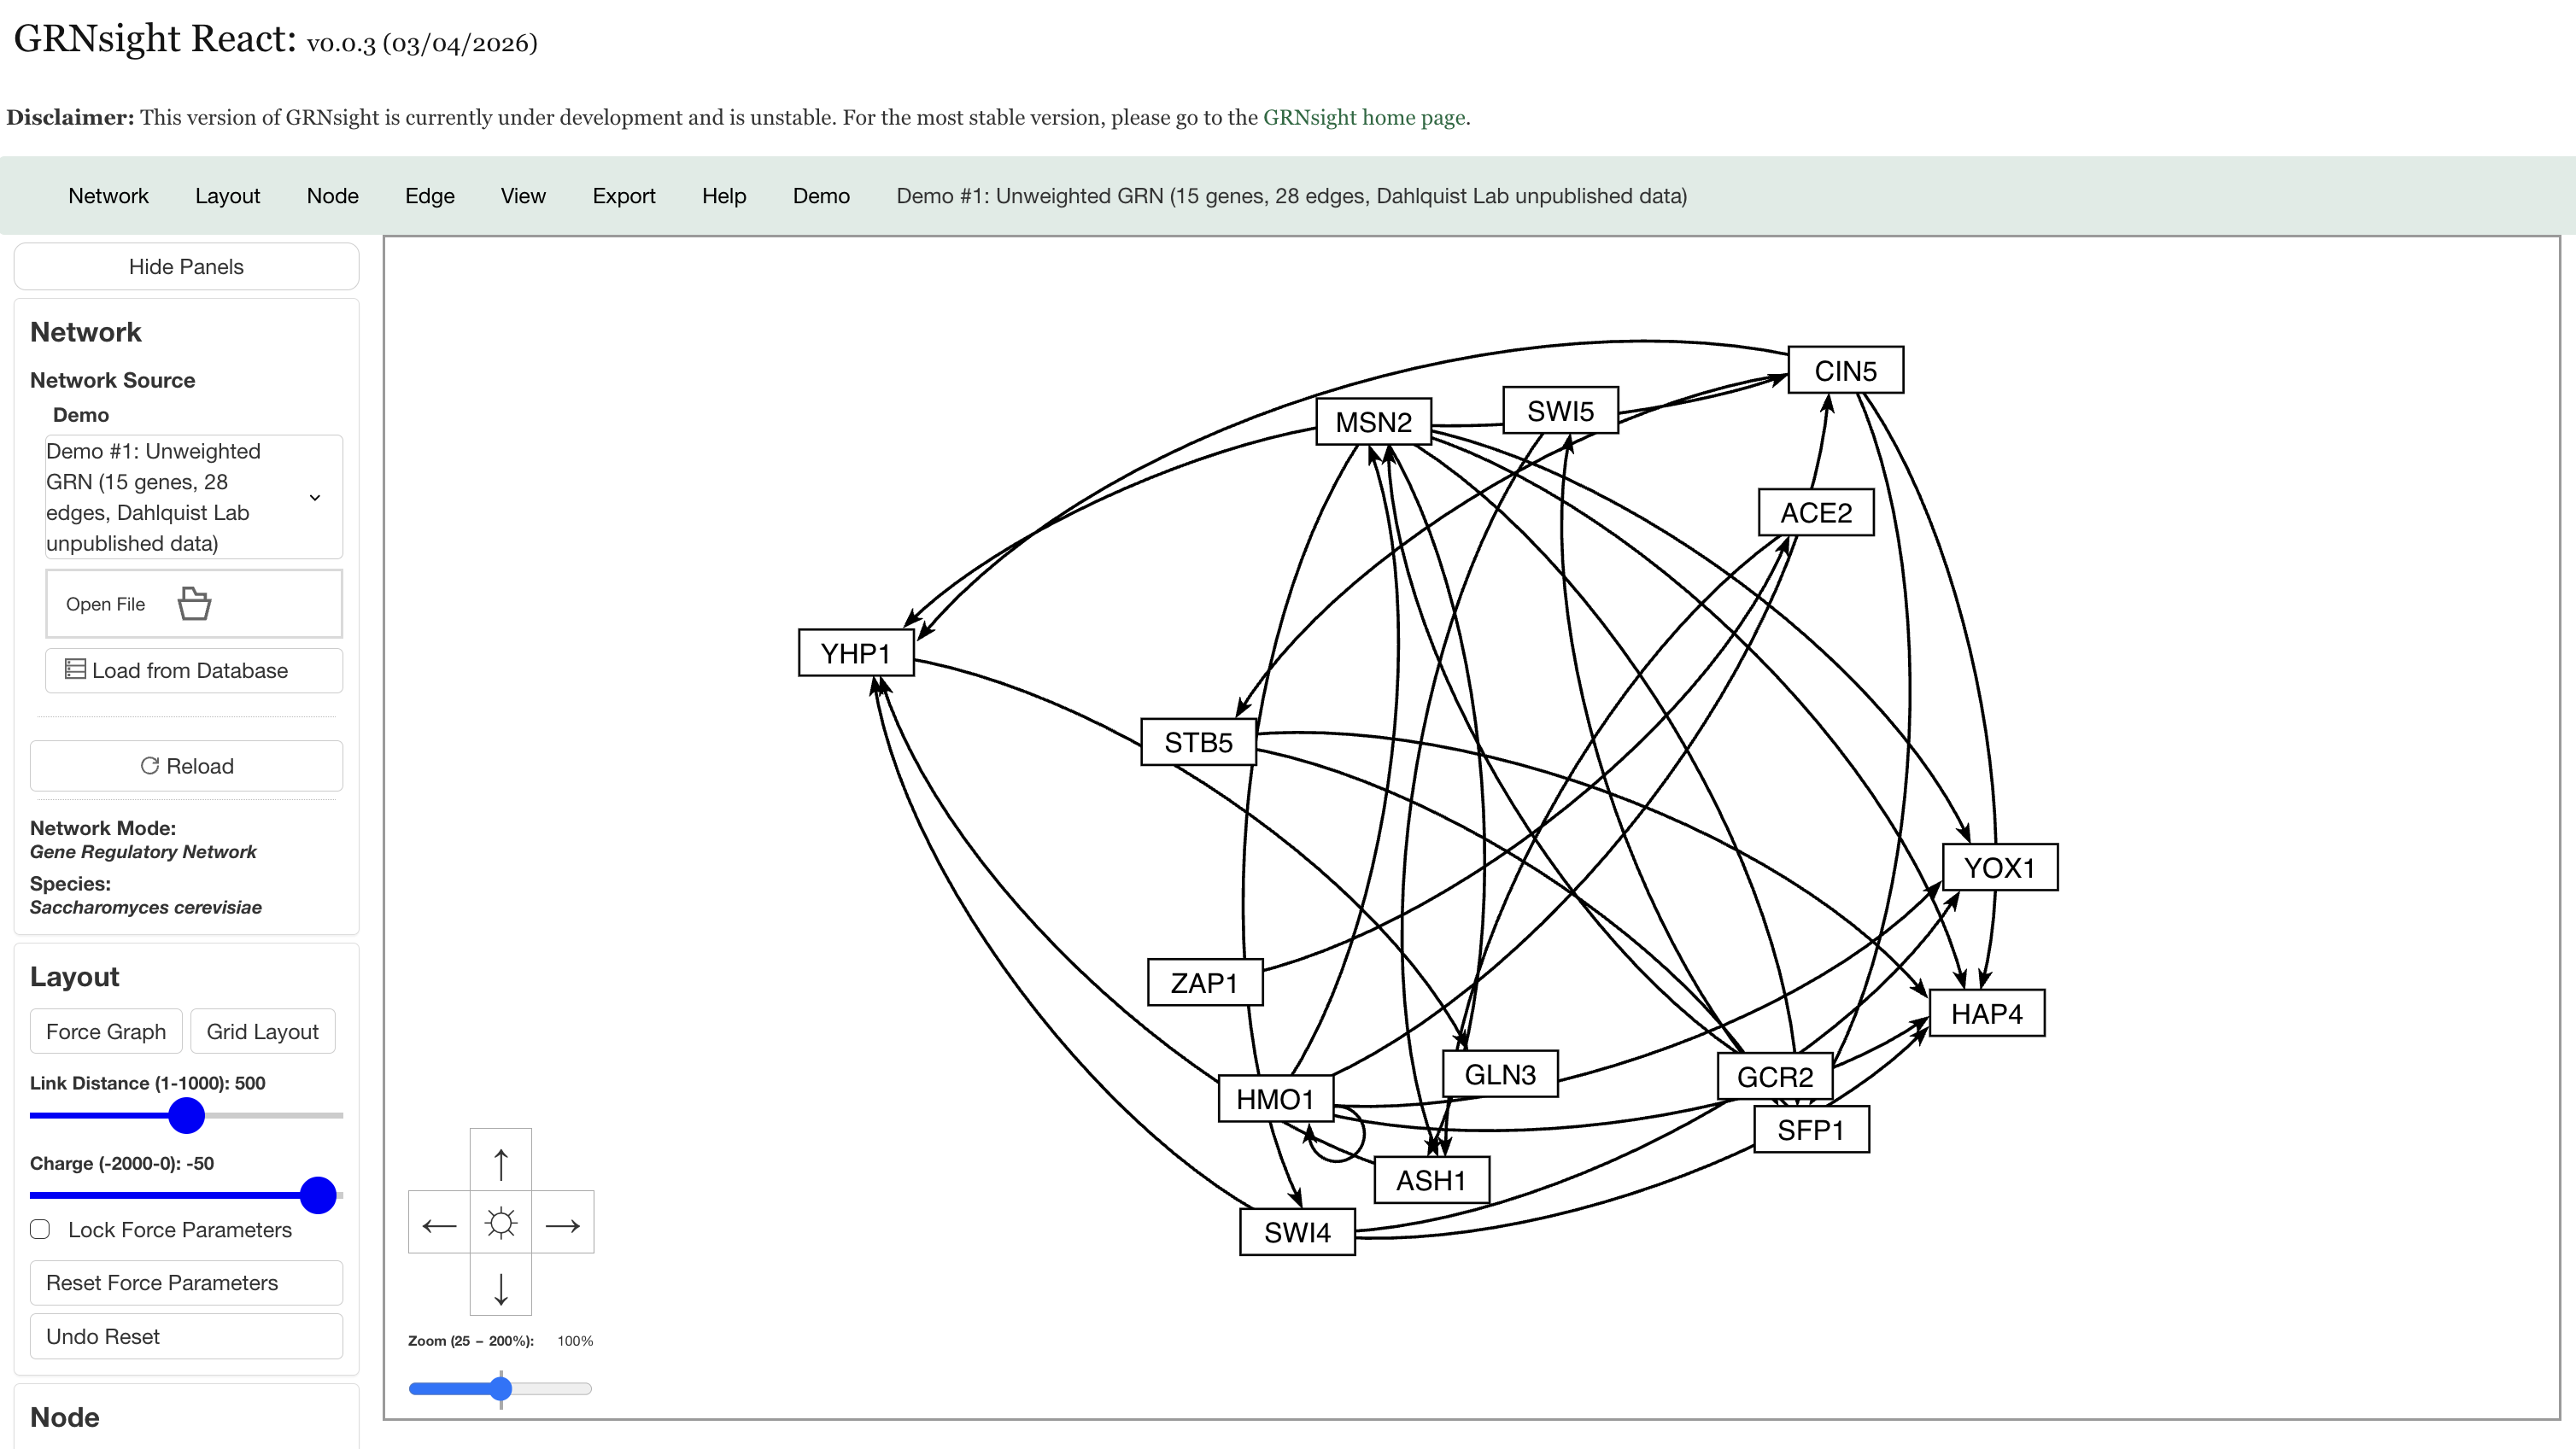 GRNsight React: v0.0.3 (03/04/2026)
Disclaimer: This version of GRNsight is currently under development and is unstable. For the most stable version, please go to the GRNsight home page.
Network Layout Node Edge View Export Help Demo Demo #1: Unweighted GRN (15 genes, 28 edges, Dahlquist Lab unpublished data)
Hide Panels
Network
Network Source
Demo
Demo #1: Unweighted
GRN (15 genes, 28
edges, Dahlquist Lab
unpublished data)
Open File
Load from Database
Reload
Network Mode:
Gene Regulatory Network
Species:
Saccharomyces cerevisiae
Layout
Force Graph Grid Layout
Link Distance (1-1000): 500
Charge (-2000-0): -50
Lock Force Parameters
Reset Force Parameters
Undo Reset
Node
Zoom (25 – 200%): 100%
CIN5
SWI5
MSN2
ACE2
YHP1
STB5
YOX1
ZAP1
HAP4
GLN3
GCR2
HMO1
SFP1
ASH1
SWI4